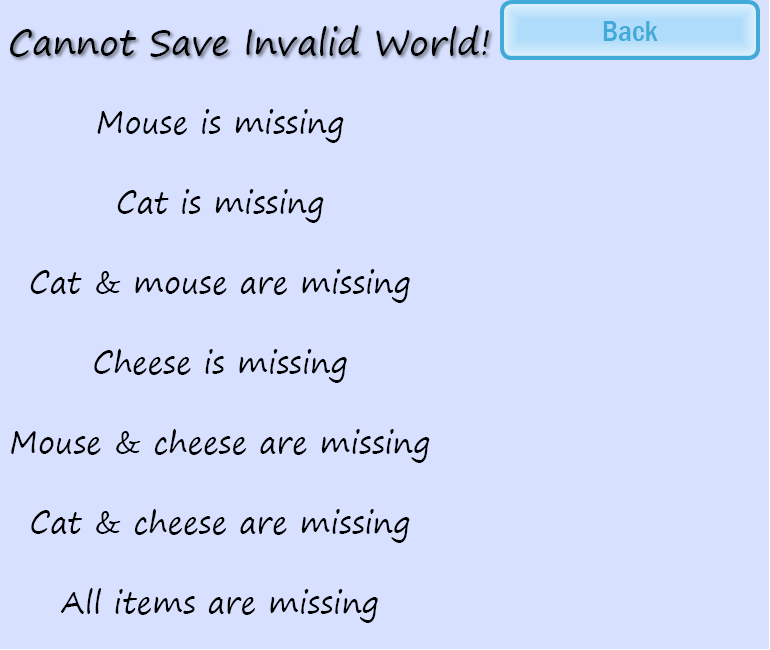 Cannot Save Invalid World!
Back
Mouse is missing
Cat is missing
Cat & mouse are missing
Cheese is missing
Mouse & cheese are missing
Cat & cheese are missing
All items are missing